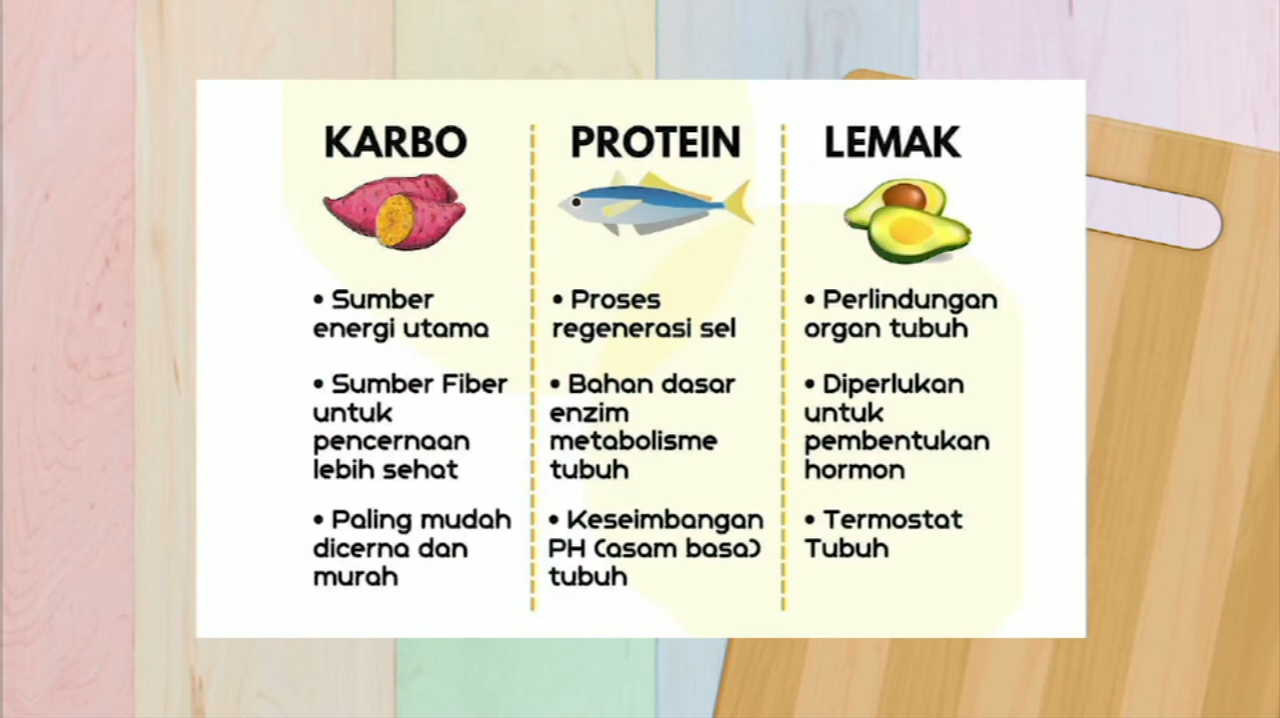 KARBO
• Sumber
energi utama
• Sumber Fiber
untuk
pencernaan
lebih sehat
• Paling mudah
dicerna dan
murah
PROTEIN
• Proses
regenerasi sel
• Bahan dasar
enzim
metabolisme
tubuh
• Keseimbangan
PH (asam basa)
tubuh
LEMAK
• Perlindungan
organ tubuh
• Diperlukan
untuk
pembentukan
hormon
• Termostat
Tubuh